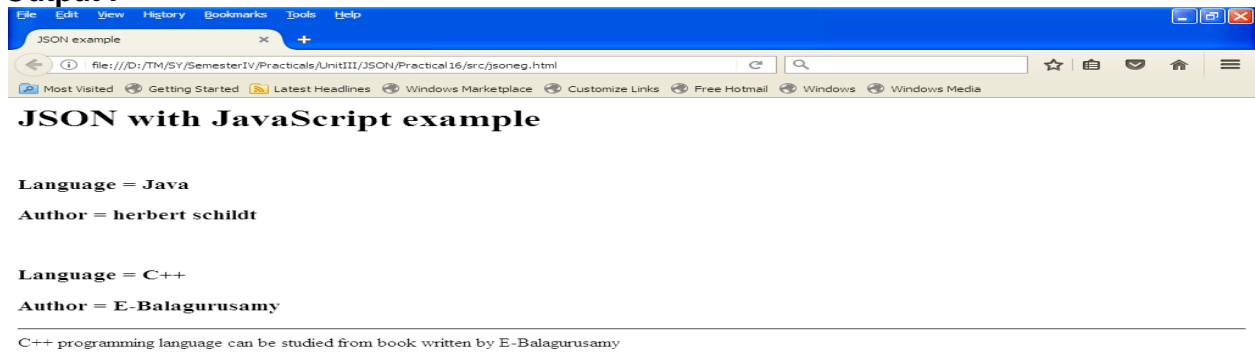 File Edit View History Bookmarks Tools Help
JSON example
file:///D:/TM/SY/SemesterIV/Practicals/UnitIII/JSON/Practical16/src/jsoneg.html
Most Visited Getting Started Latest Headlines Windows Marketplace Customize Links Free Hotmail Windows Windows Media
JSON with JavaScript example
Language = Java
Author = herbert schildt
Language = C++
Author = E-Balagurusamy
C++ programming language can be studied from book written by E-Balagurusamy